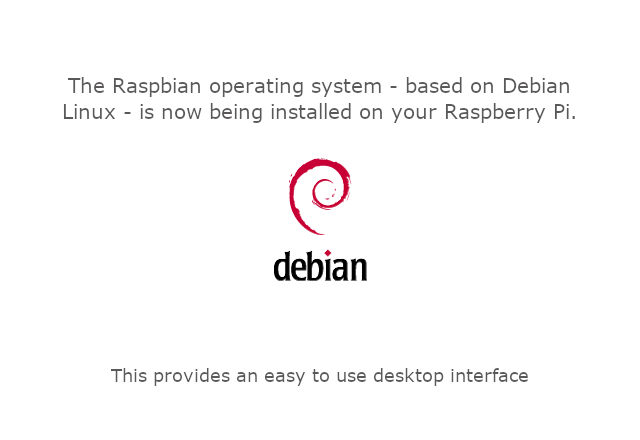 The Raspbian operating system - based on Debian
Linux - is now being installed on your Raspberry Pi.
debian
This provides an easy to use desktop interface